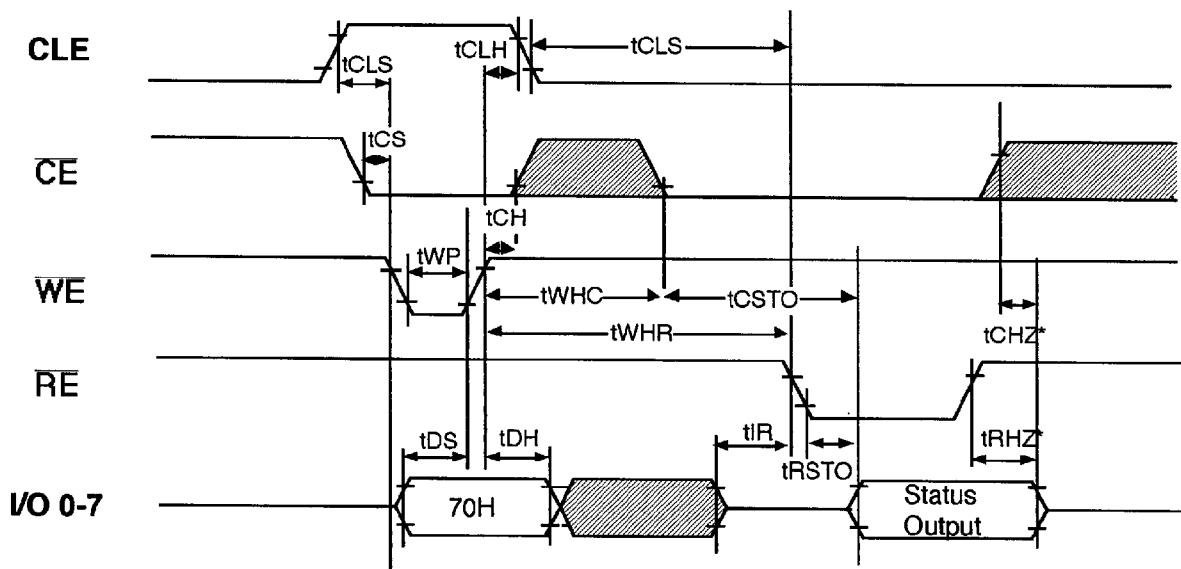 CLE
tCLS
tCLH
tCLS
CE
tCS
tCH
WE
tWP
tWHC
tCSTO
tWHR
tCHZ*
RE
tDS
tDH
tIR
tRSTO
tRHZ*
I/O 0-7
70H
Status
Output